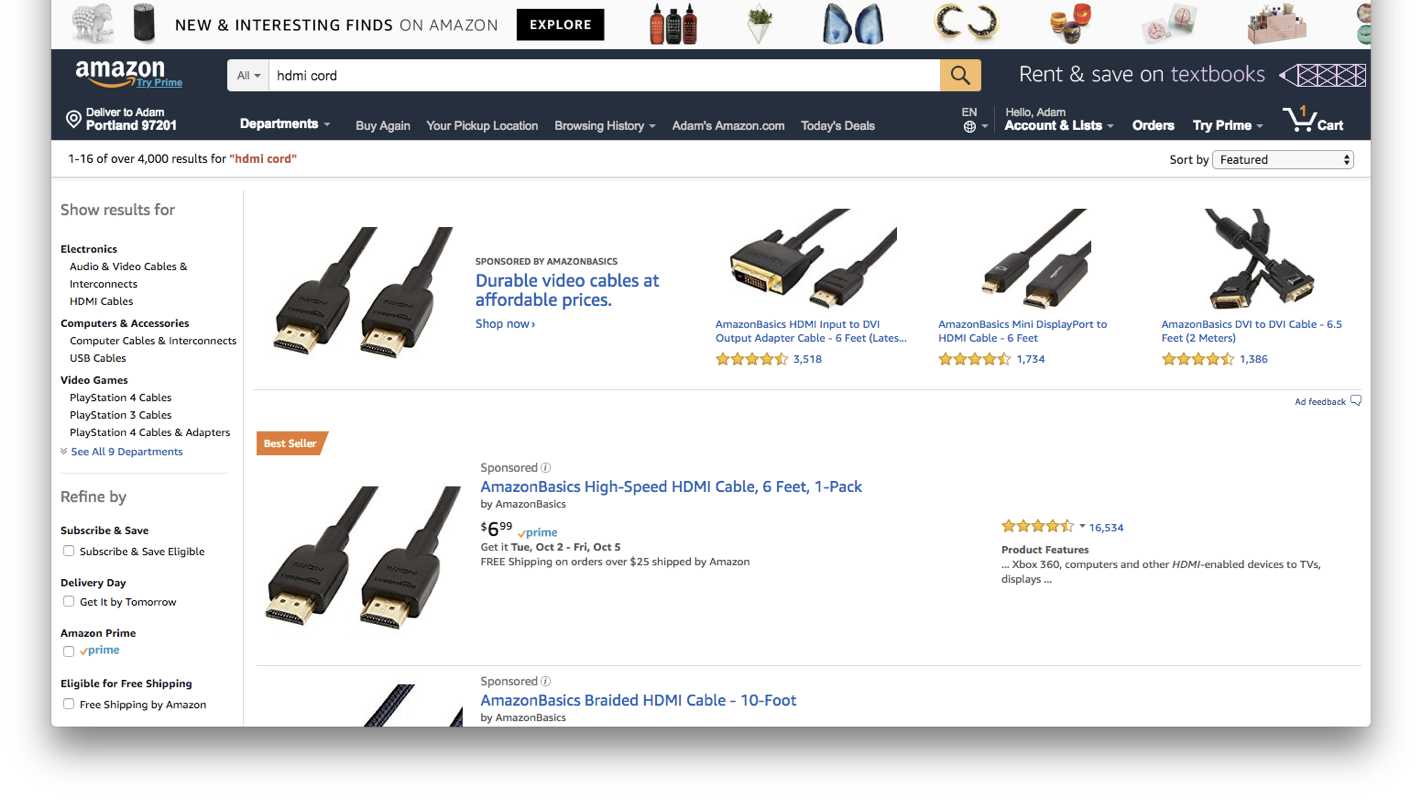 NEW & INTERESTING FINDS ON AMAZON
EXPLORE
amazon
Try Prime
All
hdmi cord
Rent & save on textbooks
Deliver to Adam
Portland 97201
Departments
Buy Again
Your Pickup Location
Browsing History
Adam's Amazon.com
Today's Deals
EN
Hello, Adam
Account & Lists
Orders
Try Prime
1
Cart
1-16 of over 4,000 results for "hdmi cord"
Sort by Featured
Show results for
Electronics
Audio & Video Cables &
Interconnects
HDMI Cables
Computers & Accessories
Computer Cables & Interconnects
USB Cables
Video Games
PlayStation 4 Cables
PlayStation 3 Cables
PlayStation 4 Cables & Adapters
See All 9 Departments
Refine by
Subscribe & Save
Subscribe & Save Eligible
Delivery Day
Get It by Tomorrow
Amazon Prime
prime
Eligible for Free Shipping
Free Shipping by Amazon
SPONSORED BY AMAZONBASICS
Durable video cables at
affordable prices.
Shop now›
AmazonBasics HDMI Input to DVI
Output Adapter Cable - 6 Feet (Lates...
3,518
AmazonBasics Mini DisplayPort to
HDMI Cable - 6 Feet
1,734
AmazonBasics DVI to DVI Cable - 6.5
Feet (2 Meters)
1,386
Ad feedback
Best Seller
Sponsored
AmazonBasics High-Speed HDMI Cable, 6 Feet, 1-Pack
by AmazonBasics
$699 prime
Get it Tue, Oct 2 - Fri, Oct 5
FREE Shipping on orders over $25 shipped by Amazon
16,534
Product Features
... Xbox 360, computers and other HDMI-enabled devices to TVs,
displays ...
Sponsored
AmazonBasics Braided HDMI Cable - 10-Foot
by AmazonBasics